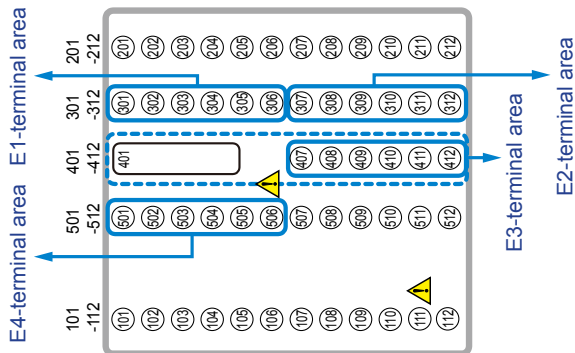 E4-terminal area
E1-terminal area
201
-212
201 202 203 204 205 206 207 208 209 210 211 212
301
-312
301 302 303 304 305 306 307 308 309 310 311 312
401
-412
401 407 408 409 410 411 412
501
-512
501 502 503 504 505 506 507 508 509 510 511 512
101
-112
101 102 103 104 105 106 107 108 109 110 111 112
E3-terminal area
E2-terminal area